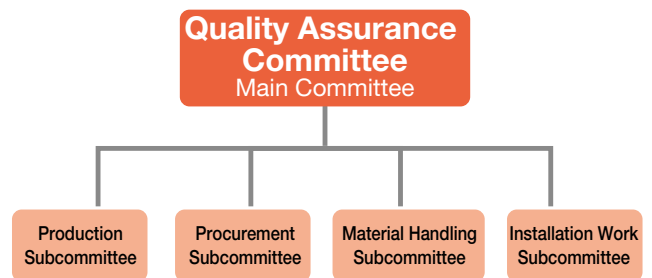 Quality Assurance
Committee
Main Committee
Production
Subcommittee
Procurement
Subcommittee
Material Handling
Subcommittee
Installation Work
Subcommittee